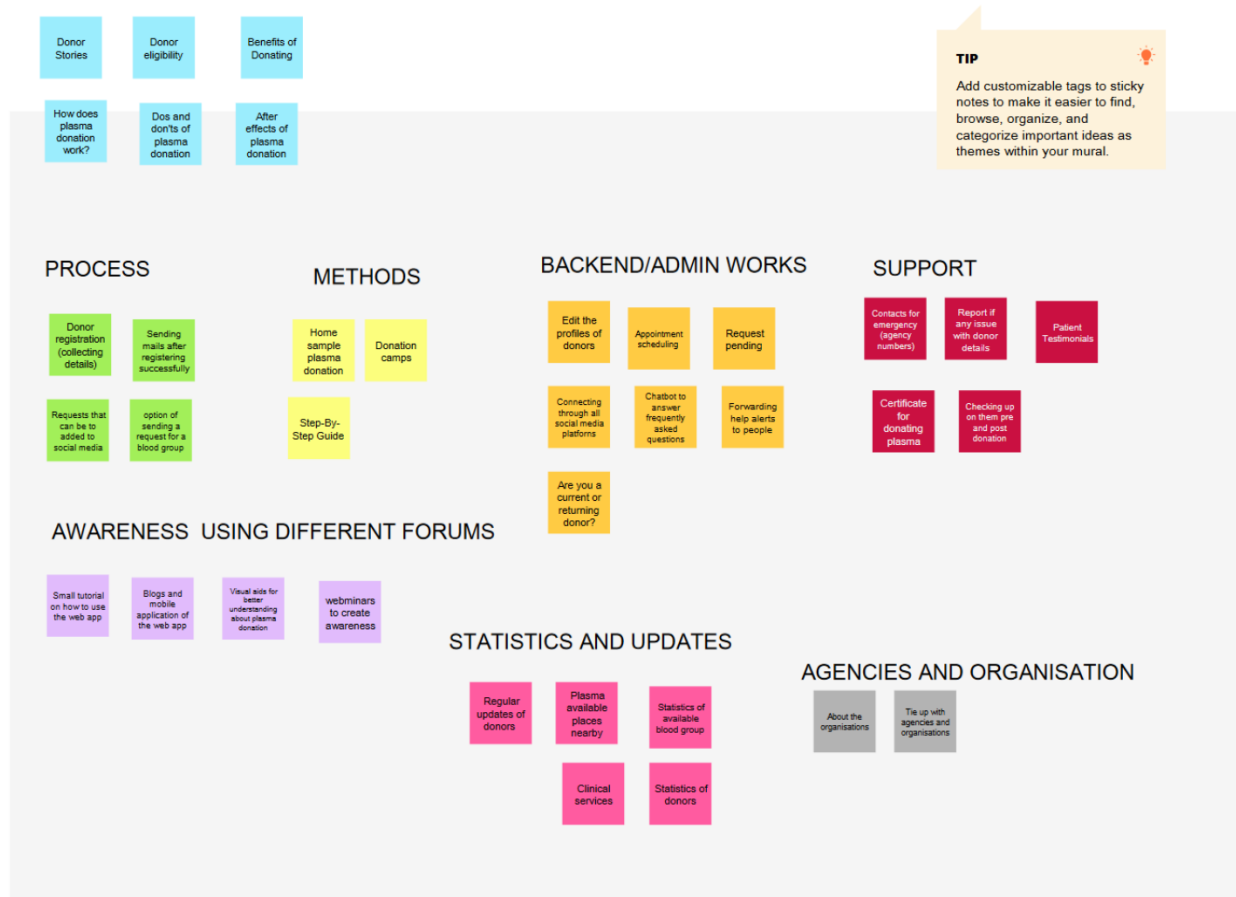 Donor
Stories
Donor
eligibility
Benefits of
Donating
How does
plasma
donation
work?
Dos and
don'ts of
plasma
donation
After
effects of
plasma
donation
TIP
Add customizable tags to sticky
notes to make it easier to find,
browse, organize, and
categorize important ideas as
themes within your mural.
PROCESS
Donor
registration
(collecting
details)
Sending
mails after
registering
successfully
Requests that
can be to
added to
social media
option of
sending a
request for a
blood group
METHODS
Home
sample
plasma
donation
Donation
camps
Step-By-
Step Guide
BACKEND/ADMIN WORKS
Edit the
profiles of
donors
Appointment
scheduling
Request
pending
Connecting
through all
social media
platfrons
Chatbot to
answer
frequently
asked
questions
Forwarding
help alerts
to people
Are you a
current or
returning
donor?
SUPPORT
Contacts for
emergency
(agency
numbers)
Report if
any issue
with donor
details
Patient
Testimonials
Certificate
for
donating
plasma
Checking up
on them pre
and post
donation
AWARENESS  USING DIFFERENT FORUMS
Small tutorial
on how to use
the web app
Blogs and
mobile
application of
the web app
Visual aids for
better
understanding
about plasma
donation
webminars
to create
awareness
STATISTICS AND UPDATES
Regular
updates of
donors
Plasma
available
places
nearby
Statistics of
available
blood group
Clinical
services
Statistics of
donors
AGENCIES AND ORGANISATION
About the
organisations
Tie up with
agencies and
organisations